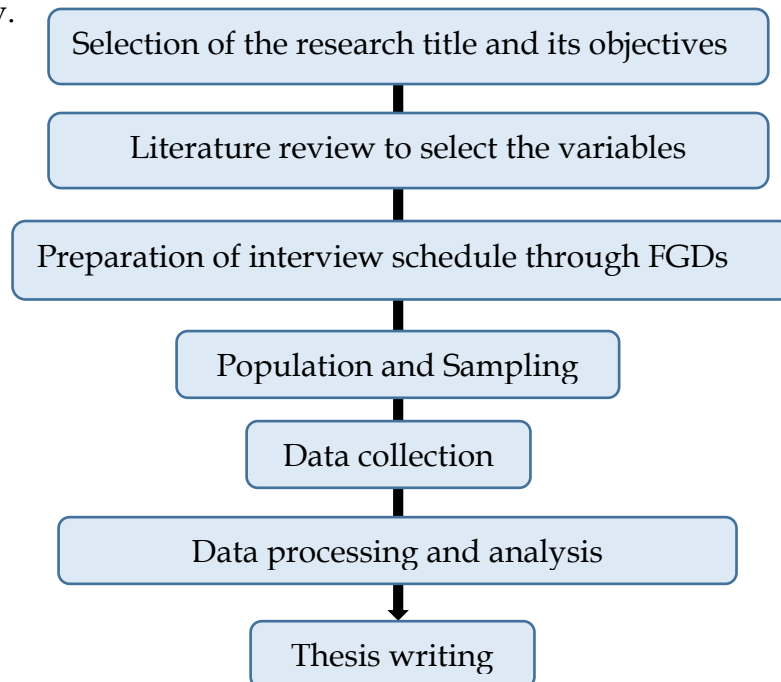 Selection of the research title and its objectives
Literature review to select the variables
Preparation of interview schedule through FGDs
Population and Sampling
Data collection
Data processing and analysis
Thesis writing